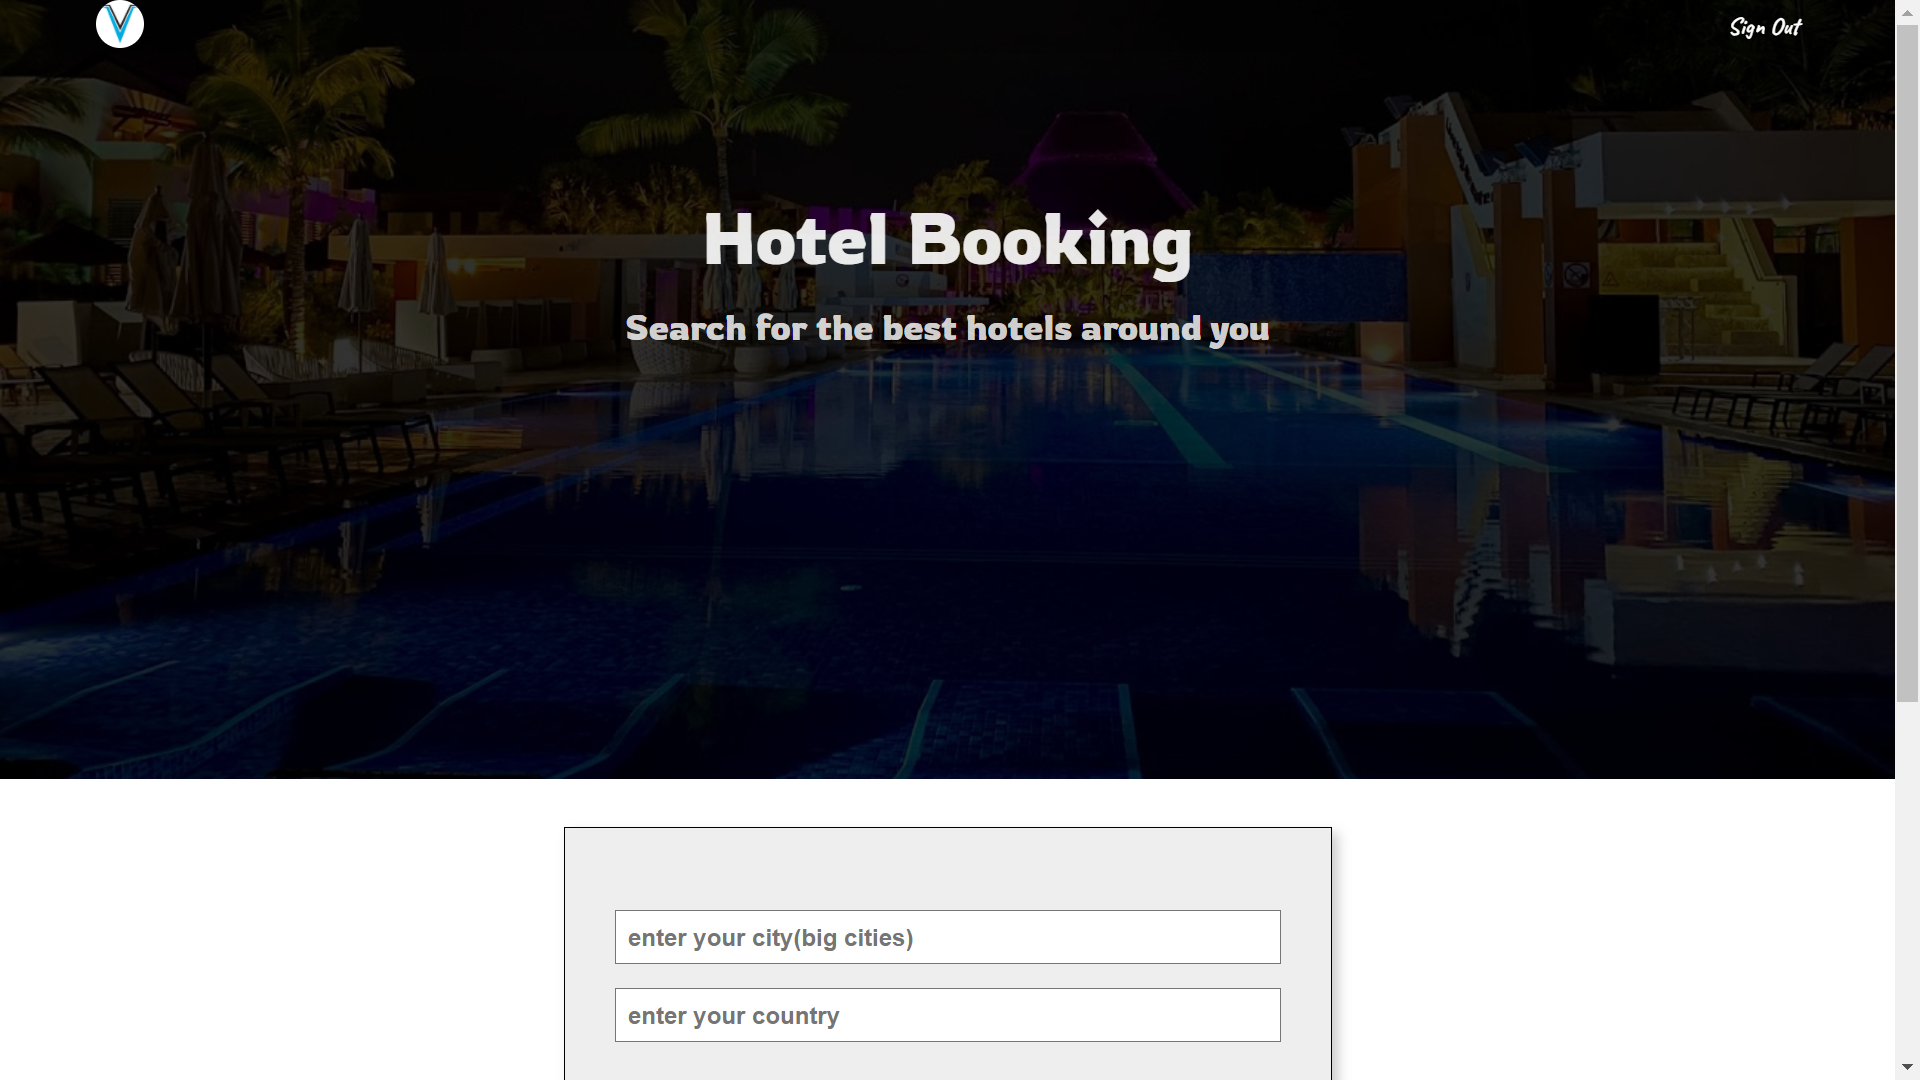 Sign Out
Hotel Booking
Search for the best hotels around you
enter your city(big cities)
enter your country